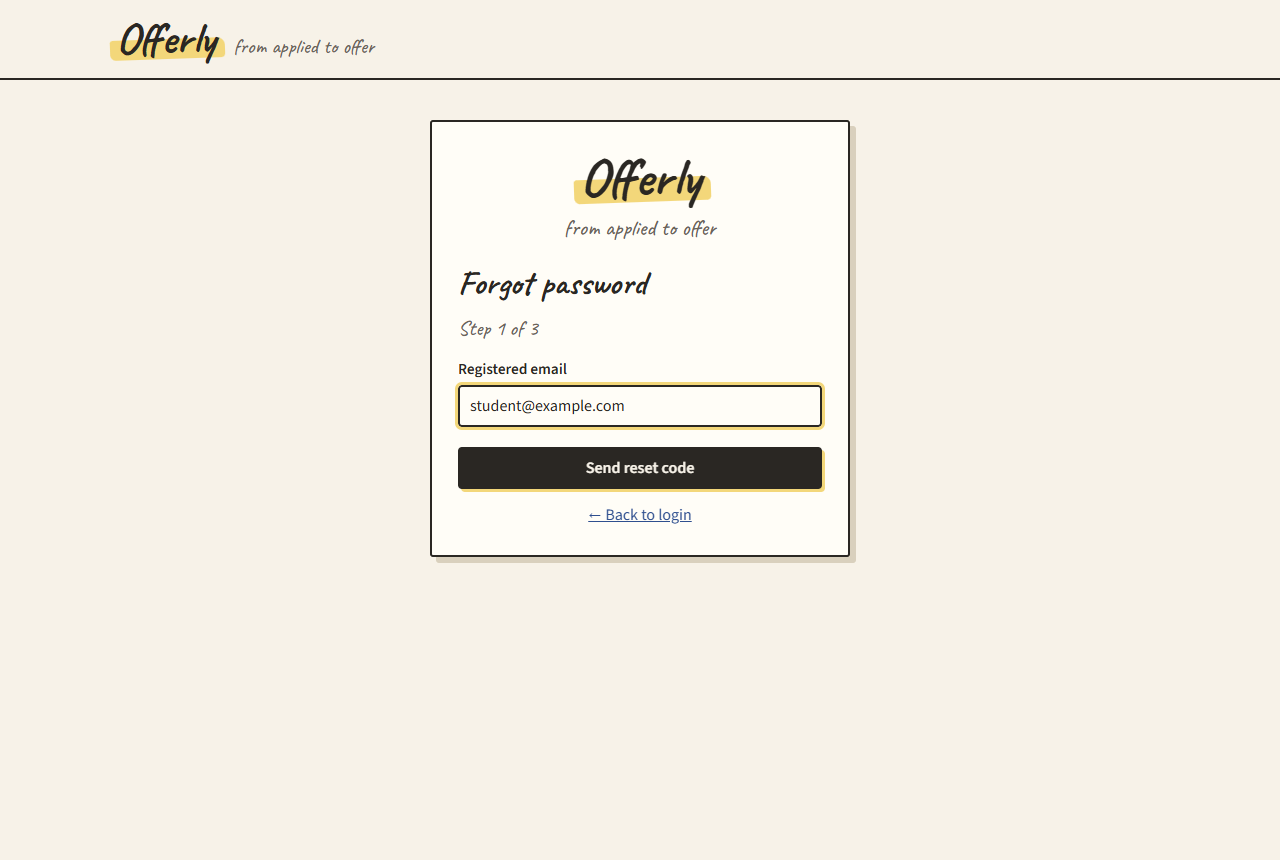 Offerly from applied to offer
Offerly
from applied to offer
Forgot password
Step 1 of 3
Registered email
student@example.com
Send reset code
← Back to login